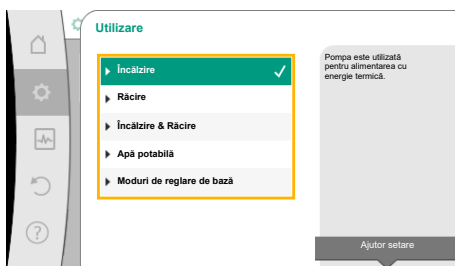 Utilizare
Încălzire
Răcire
Încălzire & Răcire
Apă potabilă
Moduri de reglare de bază
Pompa este utilizată
pentru alimentarea cu
energie termică.
Ajutor setare